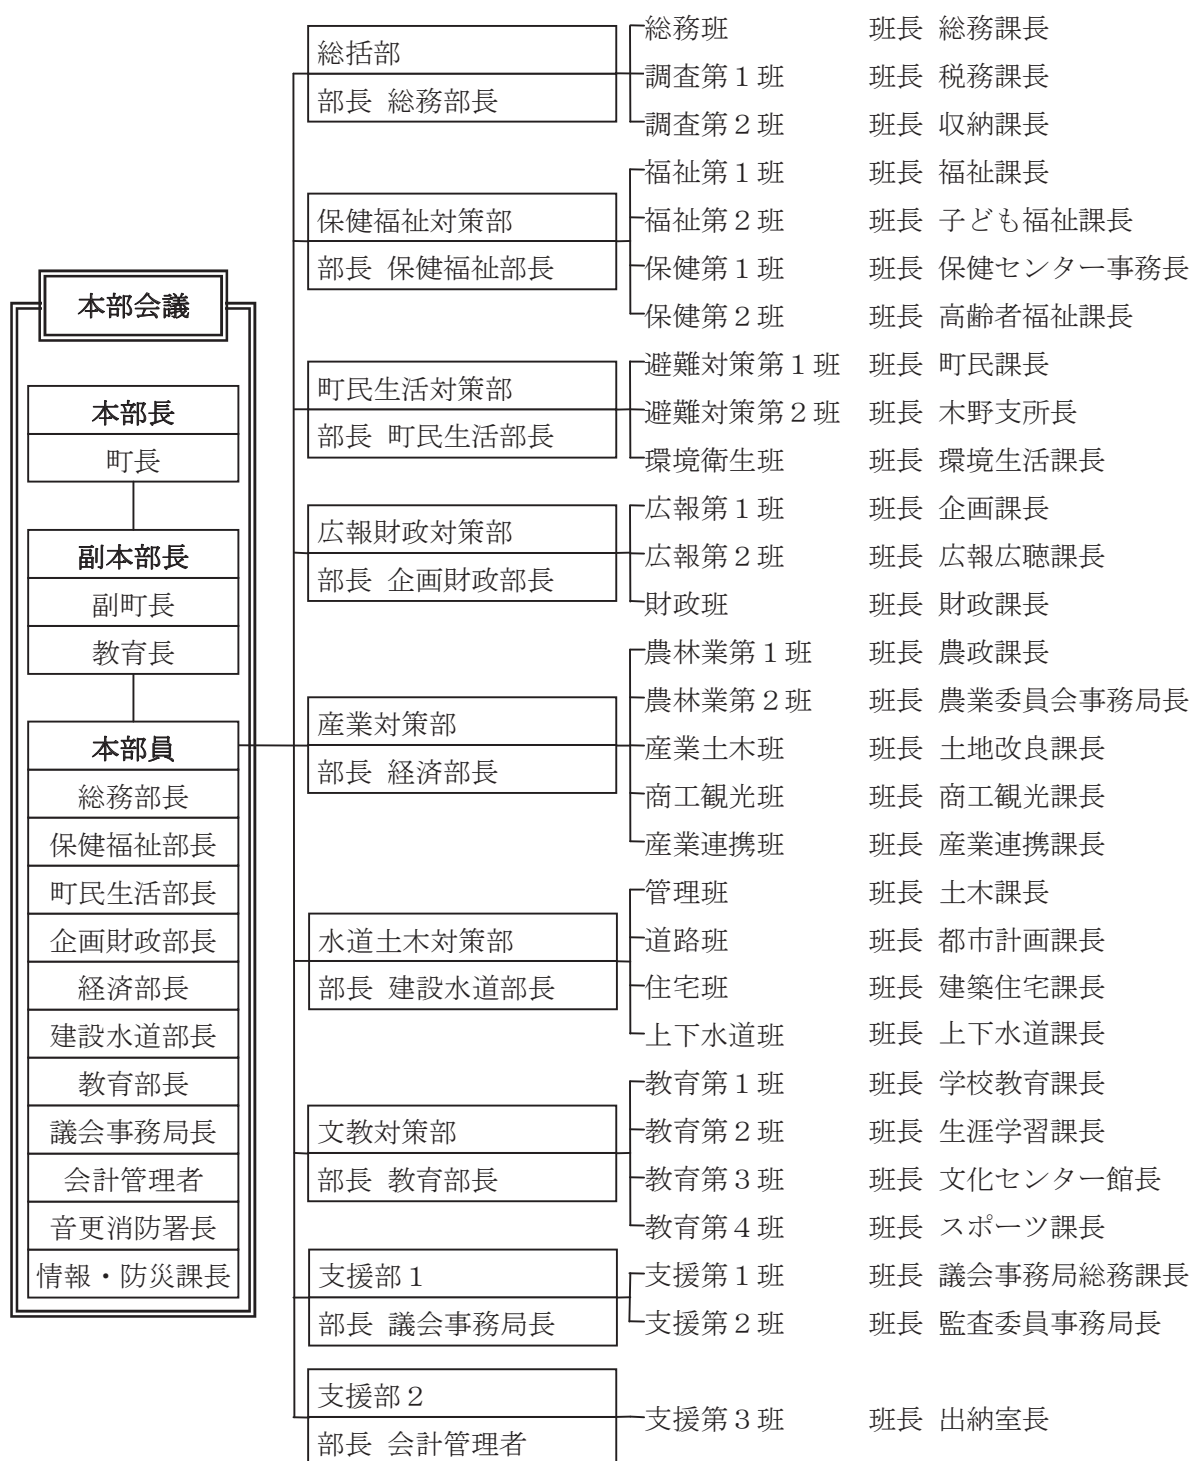 本部会議
本部長
町長
副本部長
副町長
教育長
本部員
総務部長
保健福祉部長
町民生活部長
企画財政部長
経済部長
建設水道部長
教育部長
議会事務局長
会計管理者
音更消防署長
情報・防災課長
総括部
部長 総務部長
総務班 班長 総務課長
調査第1班 班長 税務課長
調査第2班 班長 収納課長
保健福祉対策部
部長 保健福祉部長
福祉第1班 班長 福祉課長
福祉第2班 班長 子ども福祉課長
保健第1班 班長 保健センター事務長
保健第2班 班長 高齢者福祉課長
町民生活対策部
部長 町民生活部長
避難対策第1班 班長 町民課長
避難対策第2班 班長 木野支所長
環境衛生班 班長 環境生活課長
広報財政対策部
部長 企画財政部長
広報第1班 班長 企画課長
広報第2班 班長 広報広聴課長
財政班 班長 財政課長
産業対策部
部長 経済部長
農林業第1班 班長 農政課長
農林業第2班 班長 農業委員会事務局長
産業土木班 班長 土地改良課長
商工観光班 班長 商工観光課長
産業連携班 班長 産業連携課長
水道土木対策部
部長 建設水道部長
管理班 班長 土木課長
道路班 班長 都市計画課長
住宅班 班長 建築住宅課長
上下水道班 班長 上下水道課長
文教対策部
部長 教育部長
教育第1班 班長 学校教育課長
教育第2班 班長 生涯学習課長
教育第3班 班長 文化センター館長
教育第4班 班長 スポーツ課長
支援部1
部長 議会事務局長
支援第1班 班長 議会事務局総務課長
支援第2班 班長 監査委員事務局長
支援部2
部長 会計管理者
支援第3班 班長 出納室長